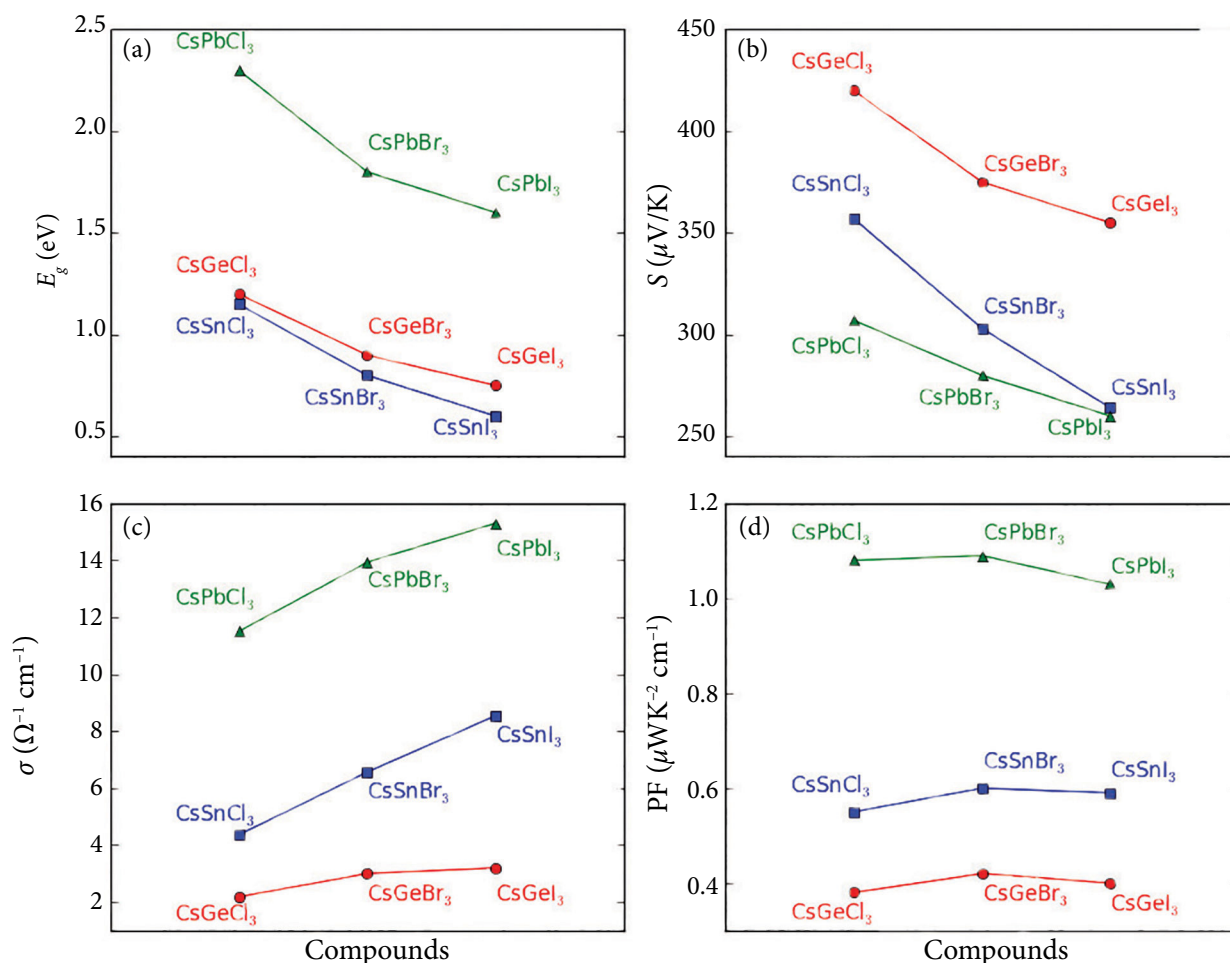 (a)
2.5
2.0
1.5
1.0
0.5
E_g (eV)
CsPbCl₃
CsPbBr₃
CsPbI₃
CsGeCl₃
CsSnCl₃
CsGeBr₃
CsSnBr₃
CsGeI₃
CsSnI₃
(b)
450
400
350
300
250
S (μV/K)
CsGeCl₃
CsGeBr₃
CsGeI₃
CsSnCl₃
CsSnBr₃
CsSnI₃
CsPbCl₃
CsPbBr₃
CsPbI₃
(c)
16
14
12
10
8
6
4
2
σ (Ω⁻¹ cm⁻¹)
CsPbCl₃
CsPbBr₃
CsPbI₃
CsSnCl₃
CsSnBr₃
CsSnI₃
CsGeCl₃
CsGeBr₃
CsGeI₃
Compounds
(d)
1.2
1.0
0.8
0.6
0.4
PF (μWK⁻² cm⁻¹)
CsPbCl₃
CsPbBr₃
CsPbI₃
CsSnCl₃
CsSnBr₃
CsSnI₃
CsGeCl₃
CsGeBr₃
CsGeI₃
Compounds